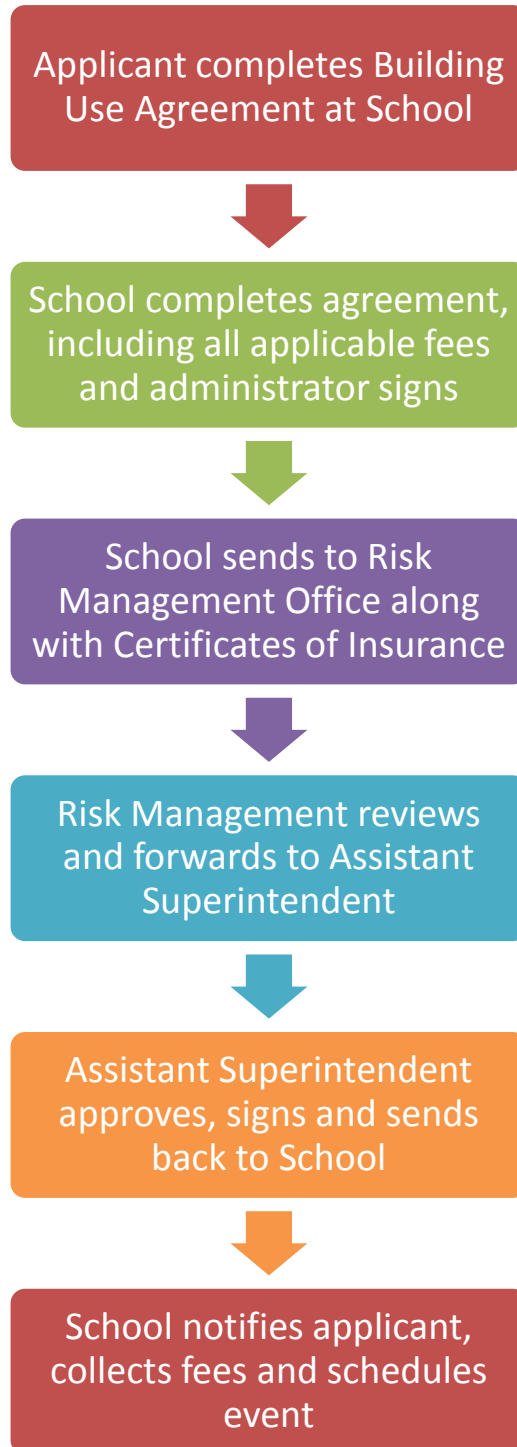 Applicant completes Building
Use Agreement at School
School completes agreement,
including all applicable fees
and administrator signs
School sends to Risk
Management Office along
with Certificates of Insurance
Risk Management reviews
and forwards to Assistant
Superintendent
Assistant Superintendent
approves, signs and sends
back to School
School notifies applicant,
collects fees and schedules
event